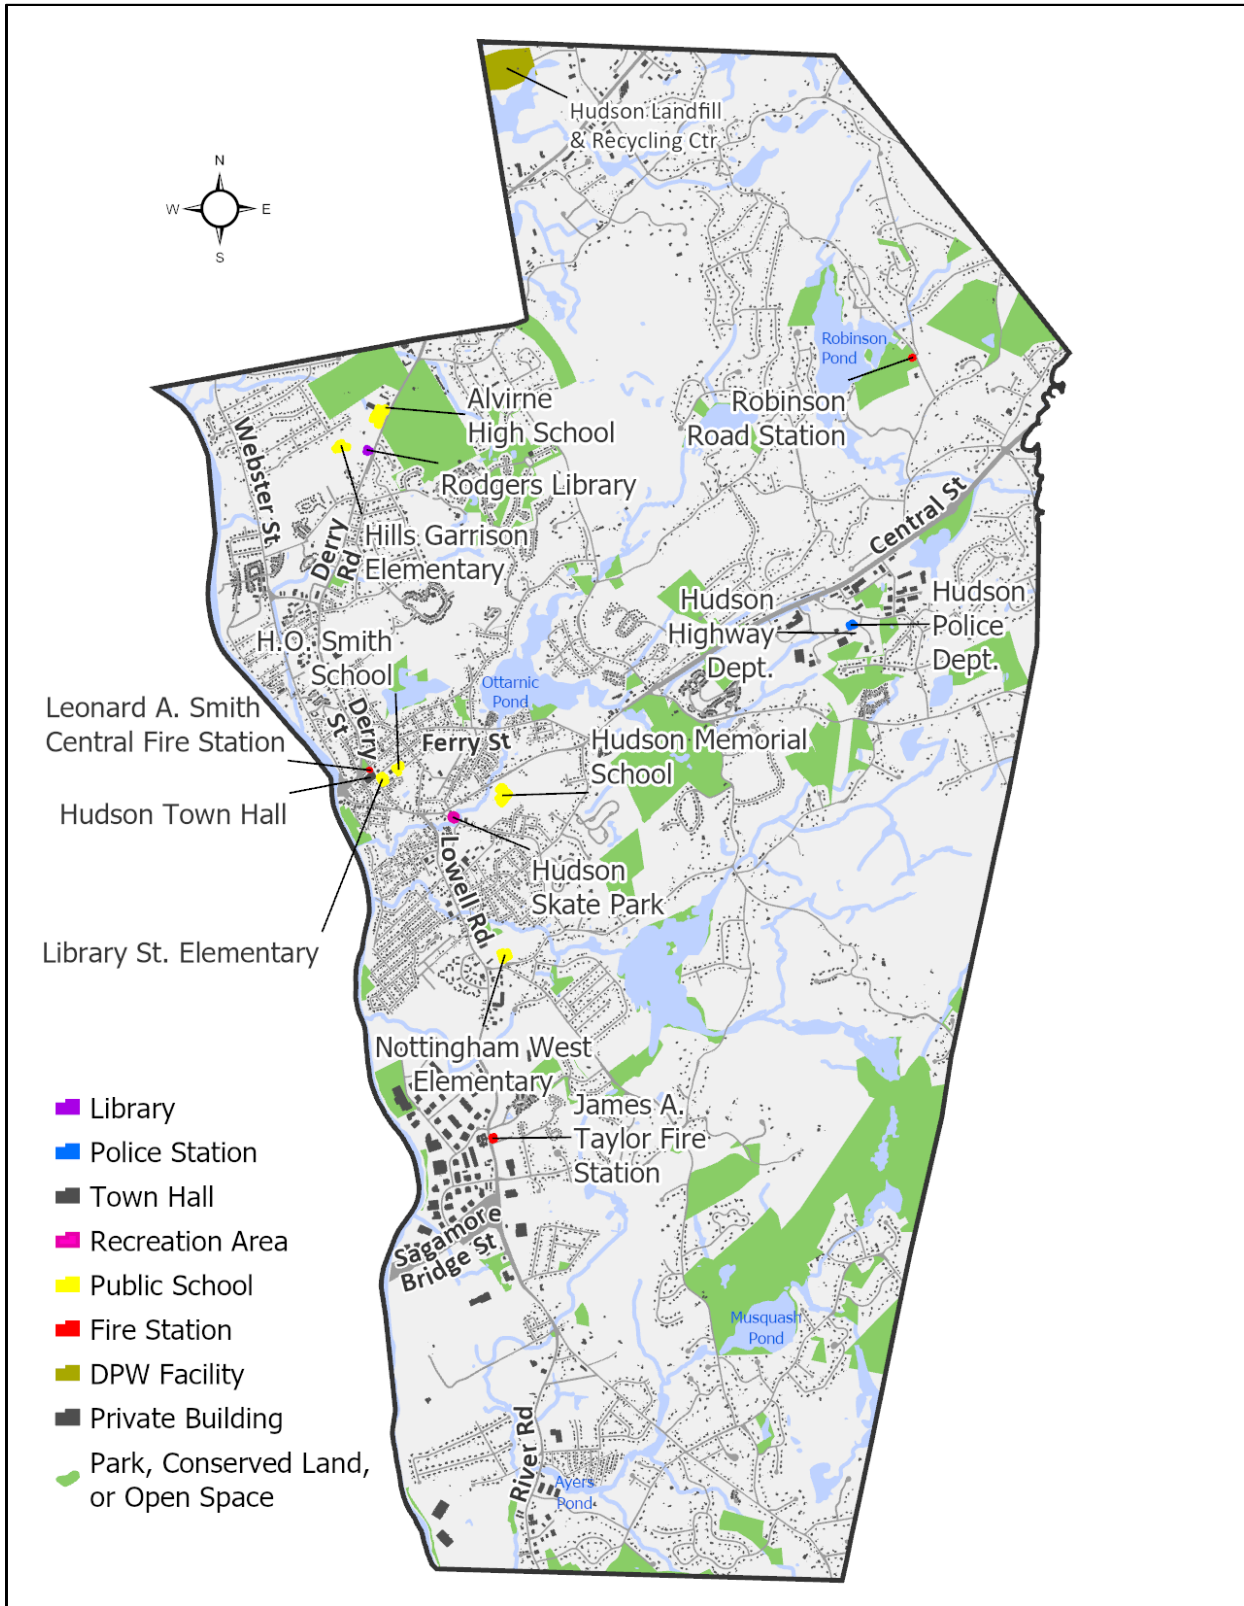 Hudson Landfill
& Recycling Ctr
N
W
E
S
Robinson
Pond
Robinson
Road Station
Alvirne
High School
Rodgers Library
Webster St
Derry
Rd
Hills Garrison
Elementary
Central St
Hudson
Highway
Dept.
Hudson
Police
Dept.
H.O. Smith
School
Ottarnic
Pond
Leonard A. Smith
Central Fire Station
Derry
St
Ferry St
Hudson Memorial
School
Hudson Town Hall
Lowell Rd
Hudson
Skate Park
Library St. Elementary
Nottingham West
Elementary
James A.
Taylor Fire
Station
Sagamore
Bridge St
Musquash
Pond
River Rd
Ayers
Pond
Library
Police Station
Town Hall
Recreation Area
Public School
Fire Station
DPW Facility
Private Building
Park, Conserved Land,
or Open Space